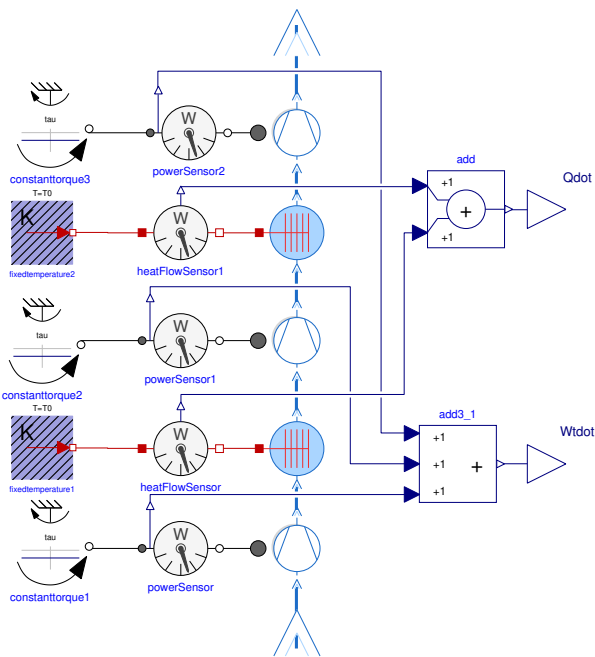 tau
W
constanttorque3
powerSensor2
add
Qdot
T=T0
K
W
+1
+
+1
fixedtemperature2
heatFlowSensor1
tau
W
constanttorque2
powerSensor1
T=T0
add3_1
Wtdot
K
W
+1
+1
+
+1
fixedtemperature1
heatFlowSensor
tau
W
constanttorque1
powerSensor